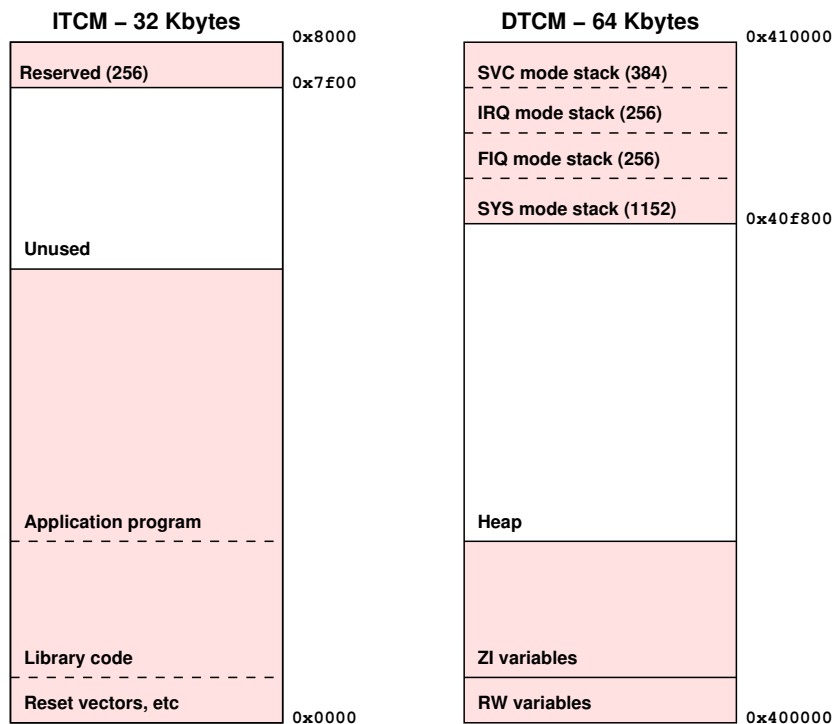 ITCM – 32 Kbytes
0x8000
Reserved (256)
0x7f00
Unused
Application program
Library code
Reset vectors, etc
0x0000
DTCM – 64 Kbytes
0x410000
SVC mode stack (384)
IRQ mode stack (256)
FIQ mode stack (256)
SYS mode stack (1152)
0x40f800
Heap
ZI variables
RW variables
0x400000